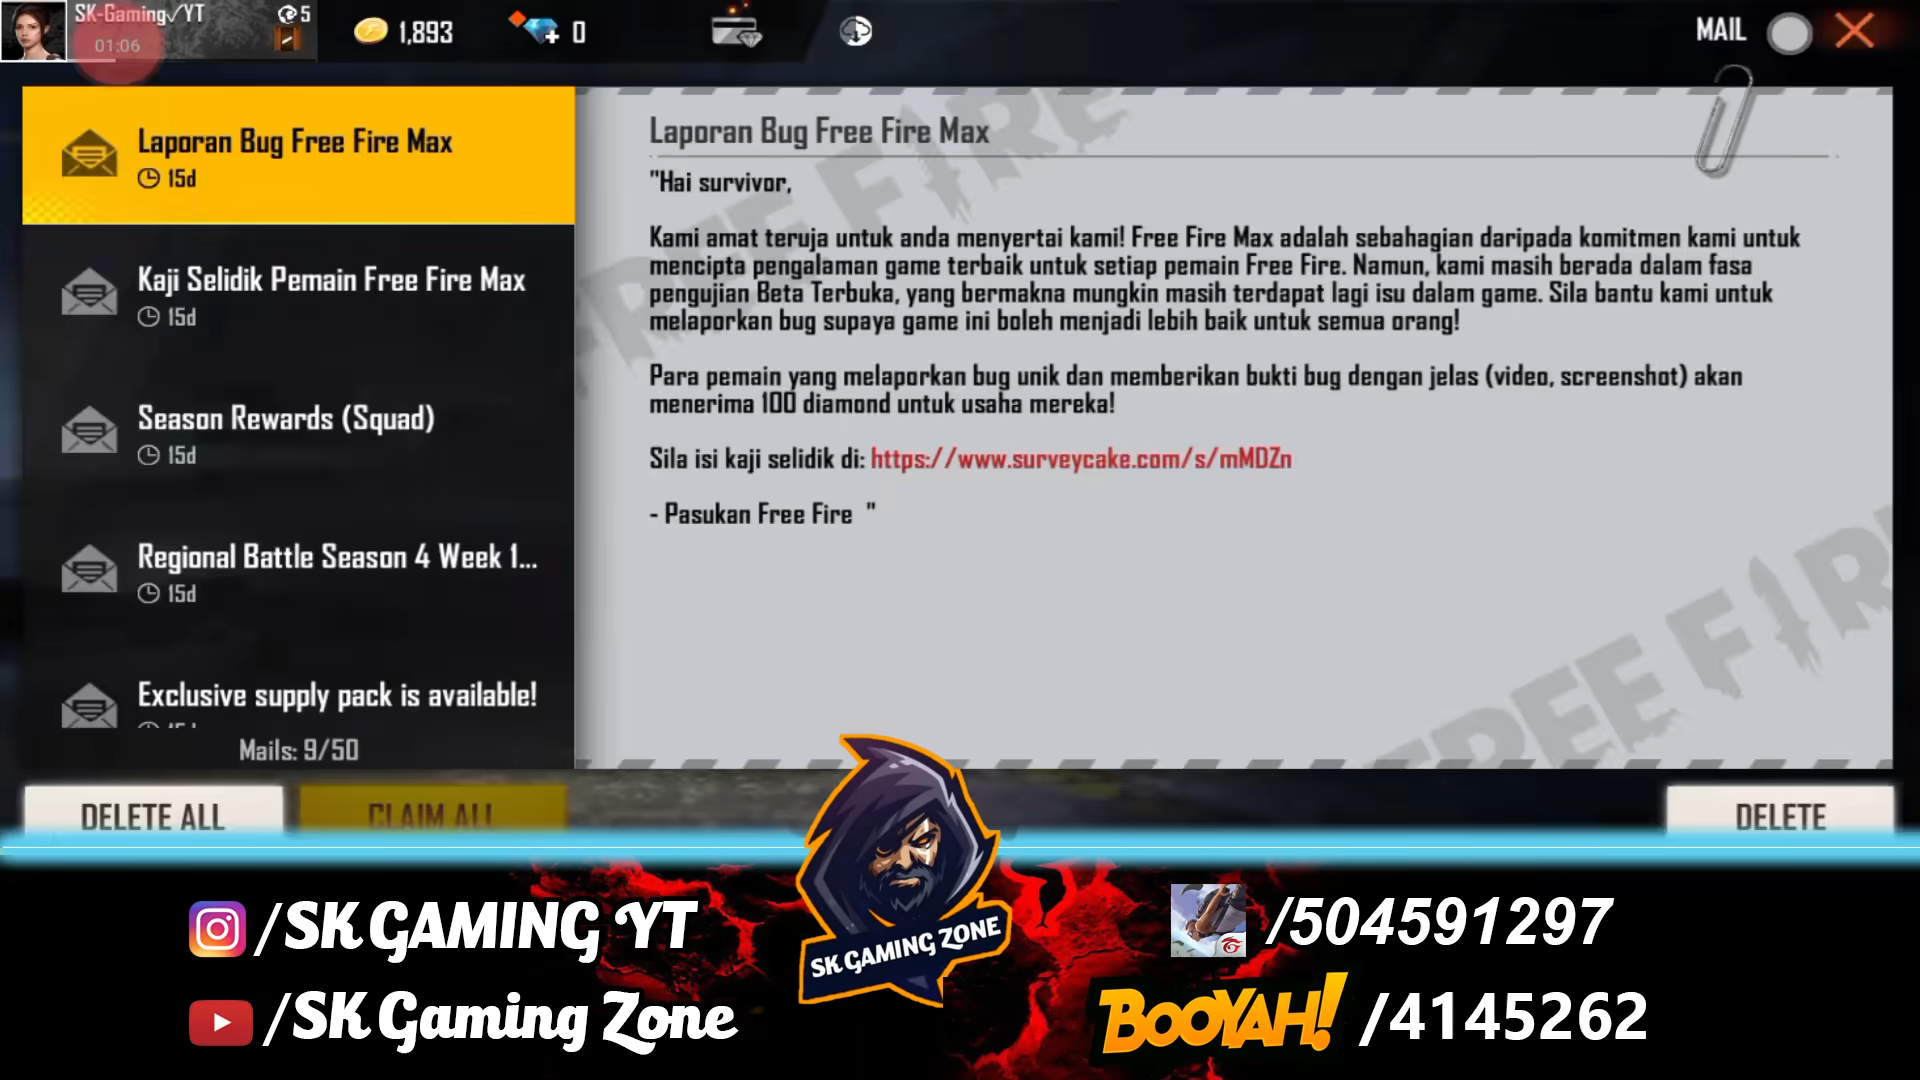 SK-Gaming√YT
5
01:06
1,893
0
MAIL
Laporan Bug Free Fire Max
15d
Kaji Selidik Pemain Free Fire Max
15d
Season Rewards (Squad)
15d
Regional Battle Season 4 Week 1...
15d
Exclusive supply pack is available!
Mails: 9/50
DELETE ALL
CLAIM ALL
Laporan Bug Free Fire Max
"Hai survivor,
Kami amat teruja untuk anda menyertai kami! Free Fire Max adalah sebahagian daripada komitmen kami untuk
mencipta pengalaman game terbaik untuk setiap pemain Free Fire. Namun, kami masih berada dalam fasa
pengujian Beta Terbuka, yang bermakna mungkin masih terdapat lagi isu dalam game. Sila bantu kami untuk
melaporkan bug supaya game ini boleh menjadi lebih baik untuk semua orang!
Para pemain yang melaporkan bug unik dan memberikan bukti bug dengan jelas (video, screenshot) akan
menerima 100 diamond untuk usaha mereka!
Sila isi kaji selidik di: https://www.surveycake.com/s/mMDZn
- Pasukan Free Fire "
FREE FIRE
FREE FIR
DELETE
/SK GAMING YT
/SK Gaming Zone
SK GAMING ZONE
/504591297
BOOYAH! /4145262